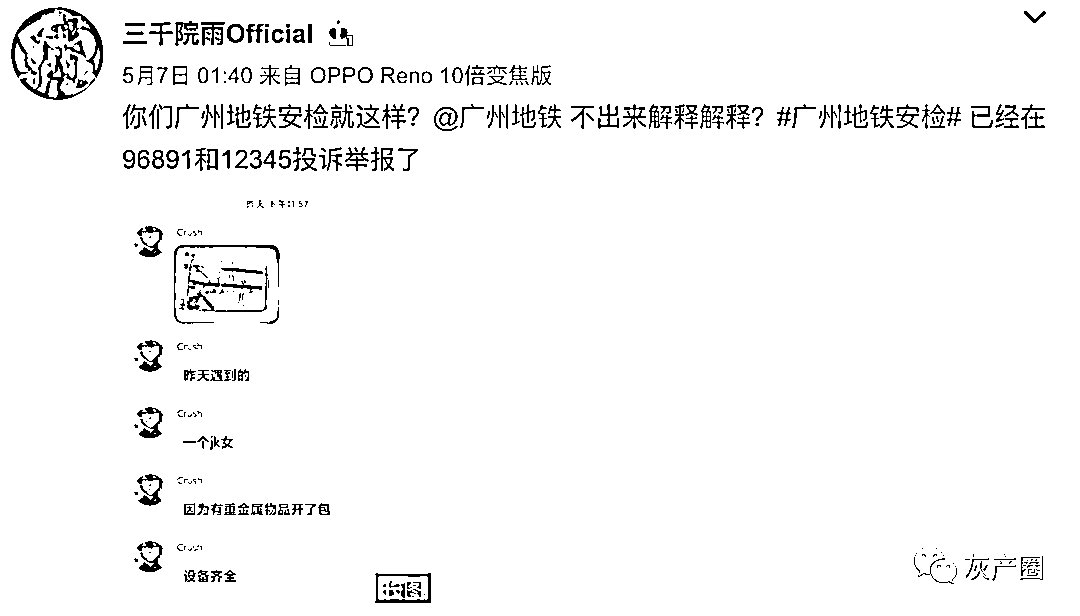 三千院雨Official
5月7日 01:40 来自 OPPO Reno 10倍变焦版
你们广州地铁安检就这样？@广州地铁 不出来解释解释？#广州地铁安检# 已经在
96891和12345投诉举报了
昨天 下午11:57
Crush
Crush
昨天遇到的
Crush
一个jk女
Crush
因为有重金属物品开了包
Crush
设备齐全
长图
灰产圈